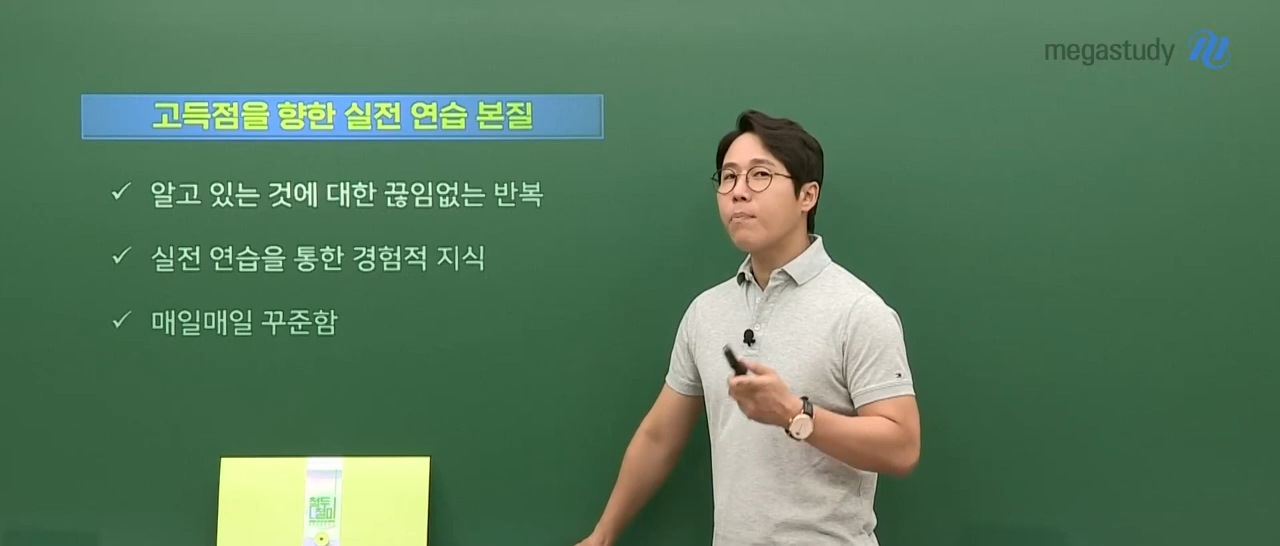 megastudy
고득점을 향한 실전 연습 본질
✓ 알고 있는 것에 대한 끊임없는 반복
✓ 실전 연습을 통한 경험적 지식
✓ 매일매일 꾸준함